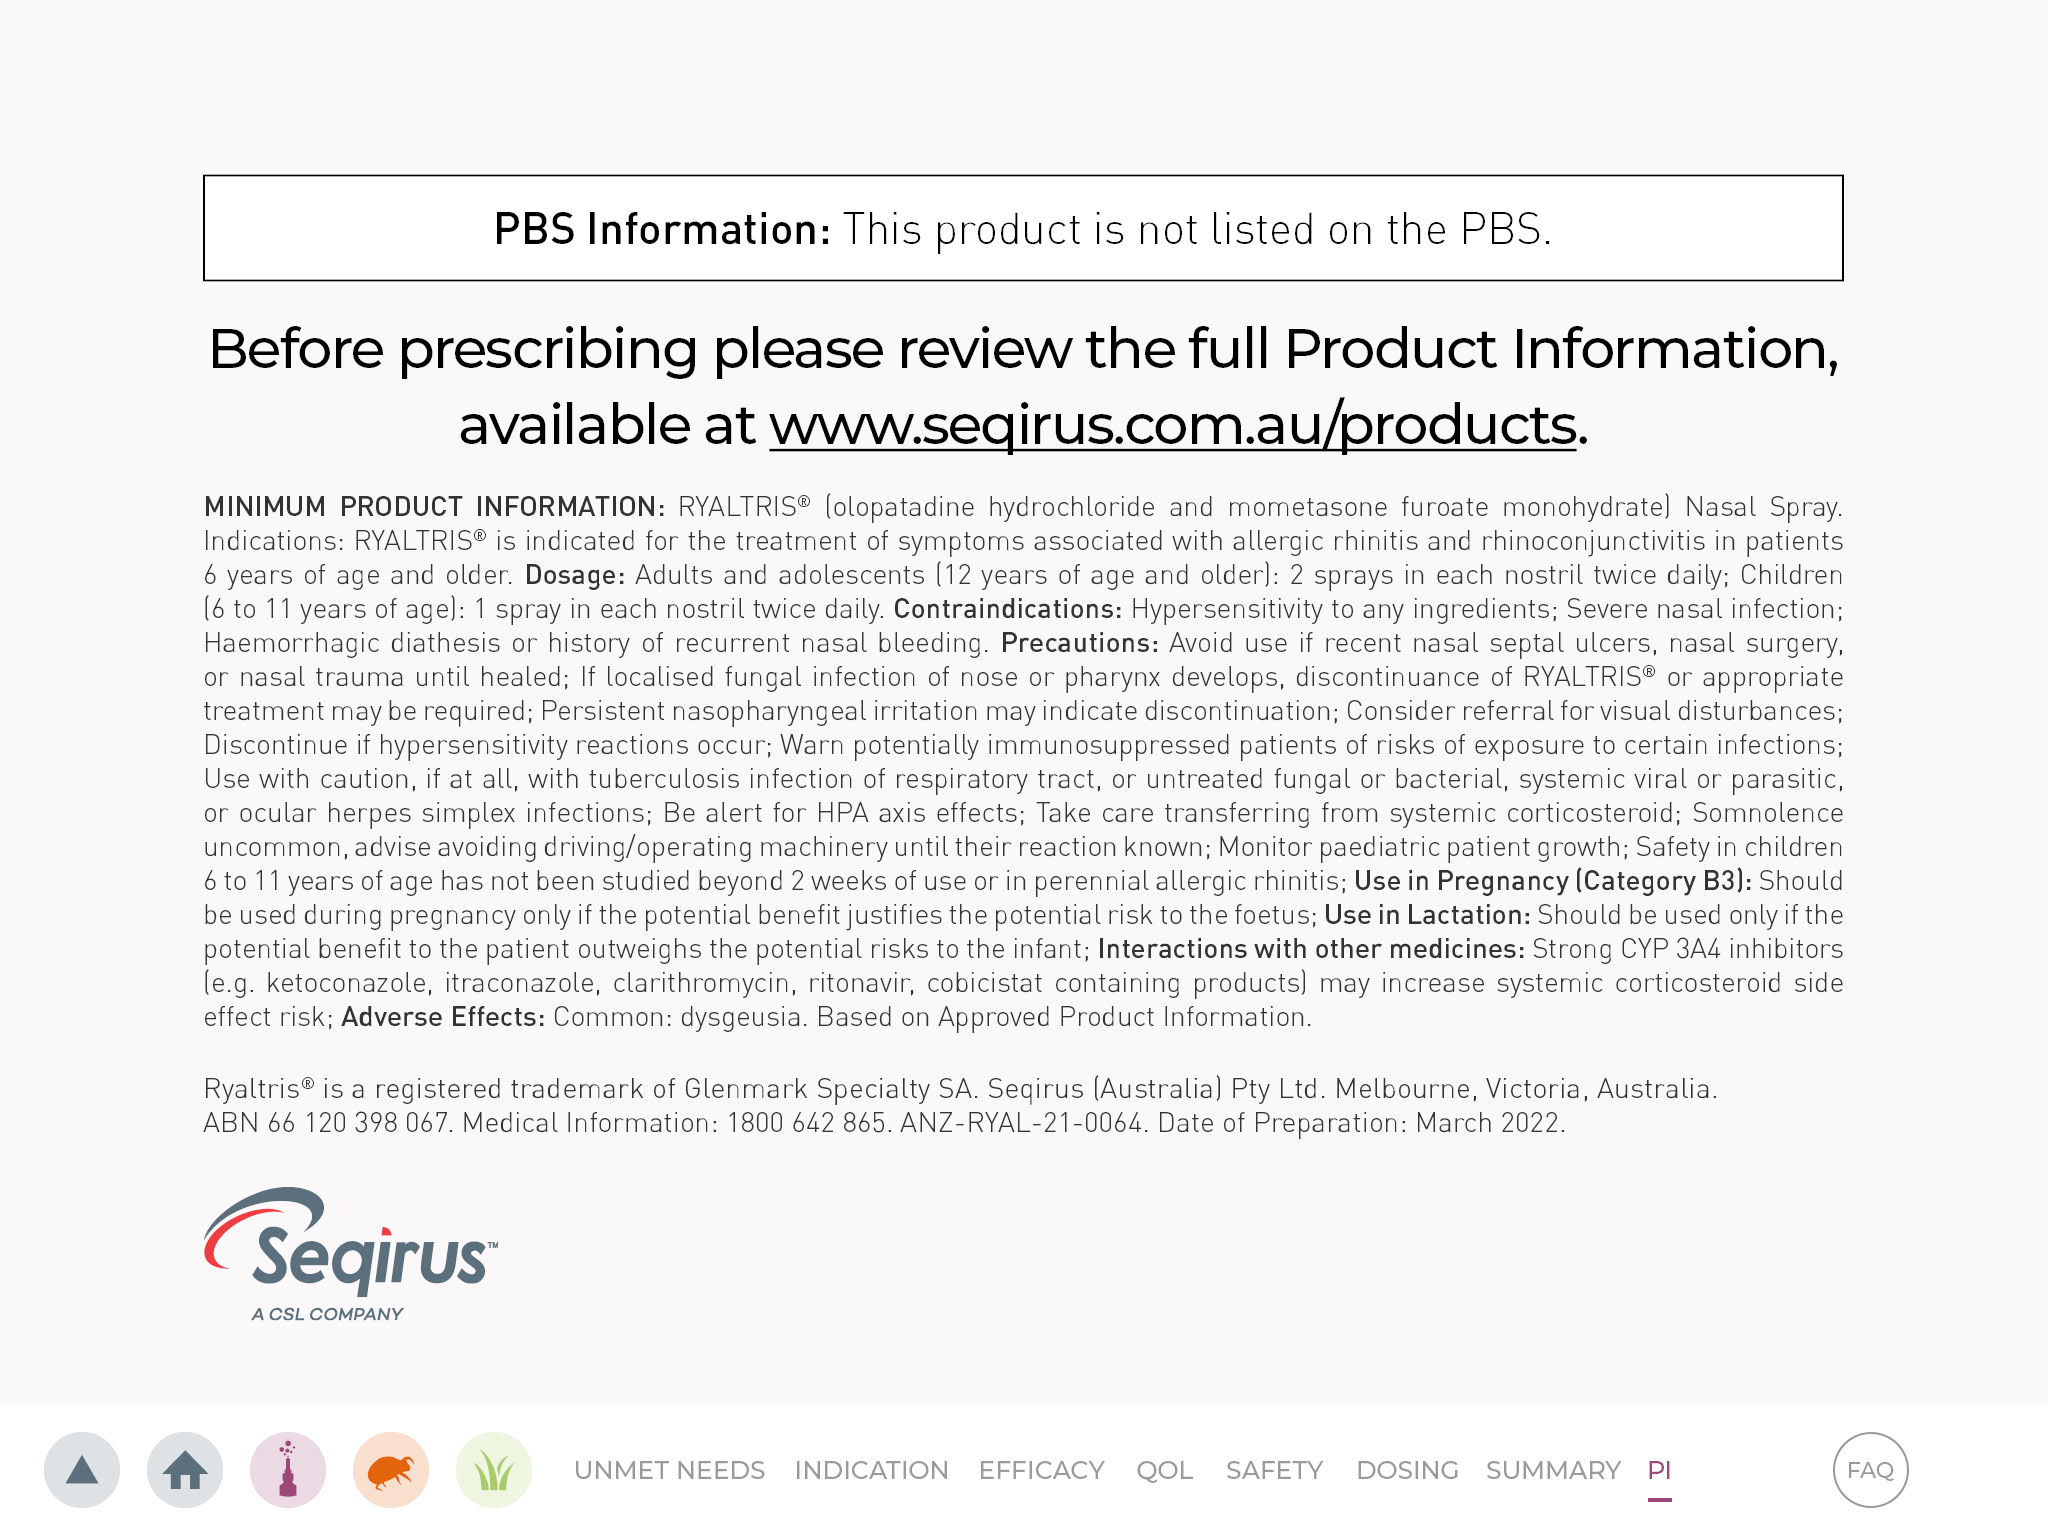 PBS Information: This product is not listed on the PBS.
Before prescribing please review the full Product Information,
available at www.seqirus.com.au/products.
MINIMUM PRODUCT INFORMATION: RYALTRIS® (olopatadine hydrochloride and mometasone furoate monohydrate) Nasal Spray.
Indications: RYALTRIS® is indicated for the treatment of symptoms associated with allergic rhinitis and rhinoconjunctivitis in patients
6 years of age and older. Dosage: Adults and adolescents (12 years of age and older): 2 sprays in each nostril twice daily; Children
(6 to 11 years of age): 1 spray in each nostril twice daily. Contraindications: Hypersensitivity to any ingredients; Severe nasal infection;
Haemorrhagic diathesis or history of recurrent nasal bleeding. Precautions: Avoid use if recent nasal septal ulcers, nasal surgery,
or nasal trauma until healed; If localised fungal infection of nose or pharynx develops, discontinuance of RYALTRIS® or appropriate
treatment may be required; Persistent nasopharyngeal irritation may indicate discontinuation; Consider referral for visual disturbances;
Discontinue if hypersensitivity reactions occur; Warn potentially immunosuppressed patients of risks of exposure to certain infections;
Use with caution, if at all, with tuberculosis infection of respiratory tract, or untreated fungal or bacterial, systemic viral or parasitic,
or ocular herpes simplex infections; Be alert for HPA axis effects; Take care transferring from systemic corticosteroid; Somnolence
uncommon, advise avoiding driving/operating machinery until their reaction known; Monitor paediatric patient growth; Safety in children
6 to 11 years of age has not been studied beyond 2 weeks of use or in perennial allergic rhinitis; Use in Pregnancy (Category B3): Should
be used during pregnancy only if the potential benefit justifies the potential risk to the foetus; Use in Lactation: Should be used only if the
potential benefit to the patient outweighs the potential risks to the infant; Interactions with other medicines: Strong CYP 3A4 inhibitors
(e.g. ketoconazole, itraconazole, clarithromycin, ritonavir, cobicistat containing products) may increase systemic corticosteroid side
effect risk; Adverse Effects: Common: dysgeusia. Based on Approved Product Information.
Ryaltris® is a registered trademark of Glenmark Specialty SA. Seqirus (Australia) Pty Ltd. Melbourne, Victoria, Australia.
ABN 66 120 398 067. Medical Information: 1800 642 865. ANZ-RYAL-21-0064. Date of Preparation: March 2022.
Seqirus™
A CSL COMPANY
UNMET NEEDS INDICATION EFFICACY QOL SAFETY DOSING SUMMARY PI FAQ